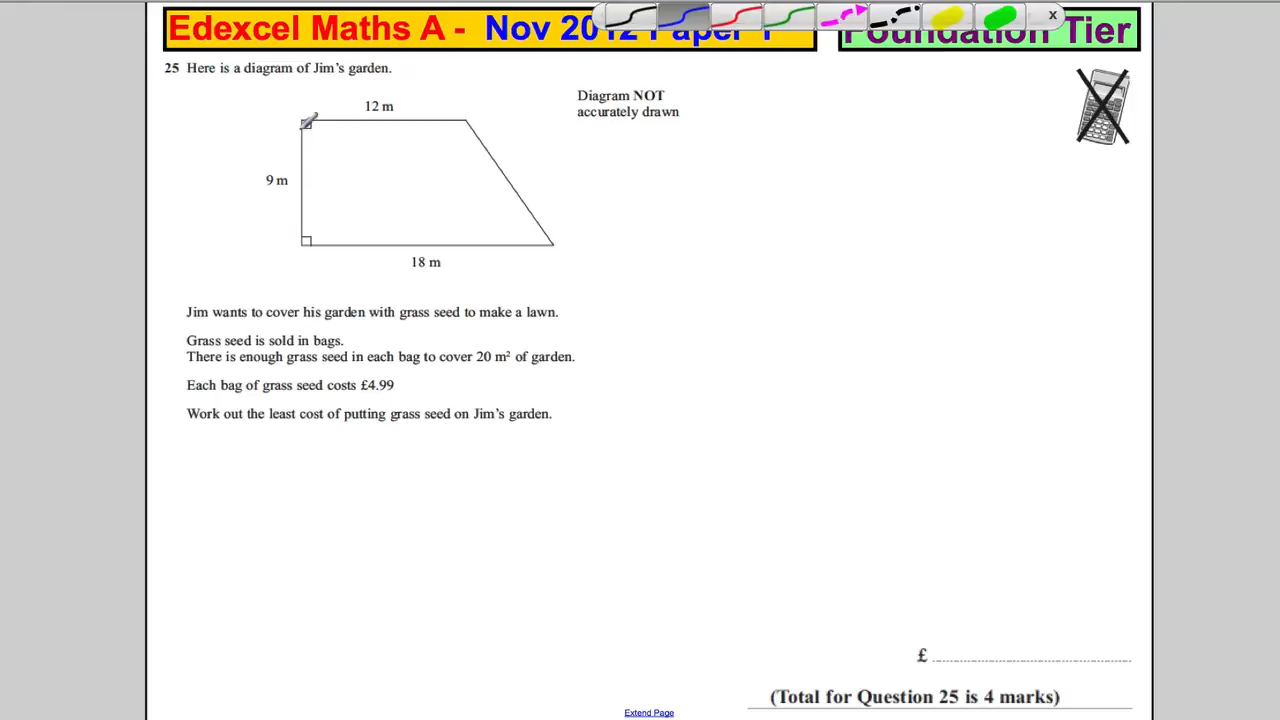 Edexcel Maths A - Nov 2012 Paper 1
Foundation Tier
x
25 Here is a diagram of Jim's garden.
Diagram NOT
accurately drawn
12 m
9 m
18 m
Jim wants to cover his garden with grass seed to make a lawn.
Grass seed is sold in bags.
There is enough grass seed in each bag to cover 20 m² of garden.
Each bag of grass seed costs £4.99
Work out the least cost of putting grass seed on Jim's garden.
£
(Total for Question 25 is 4 marks)
Extend Page